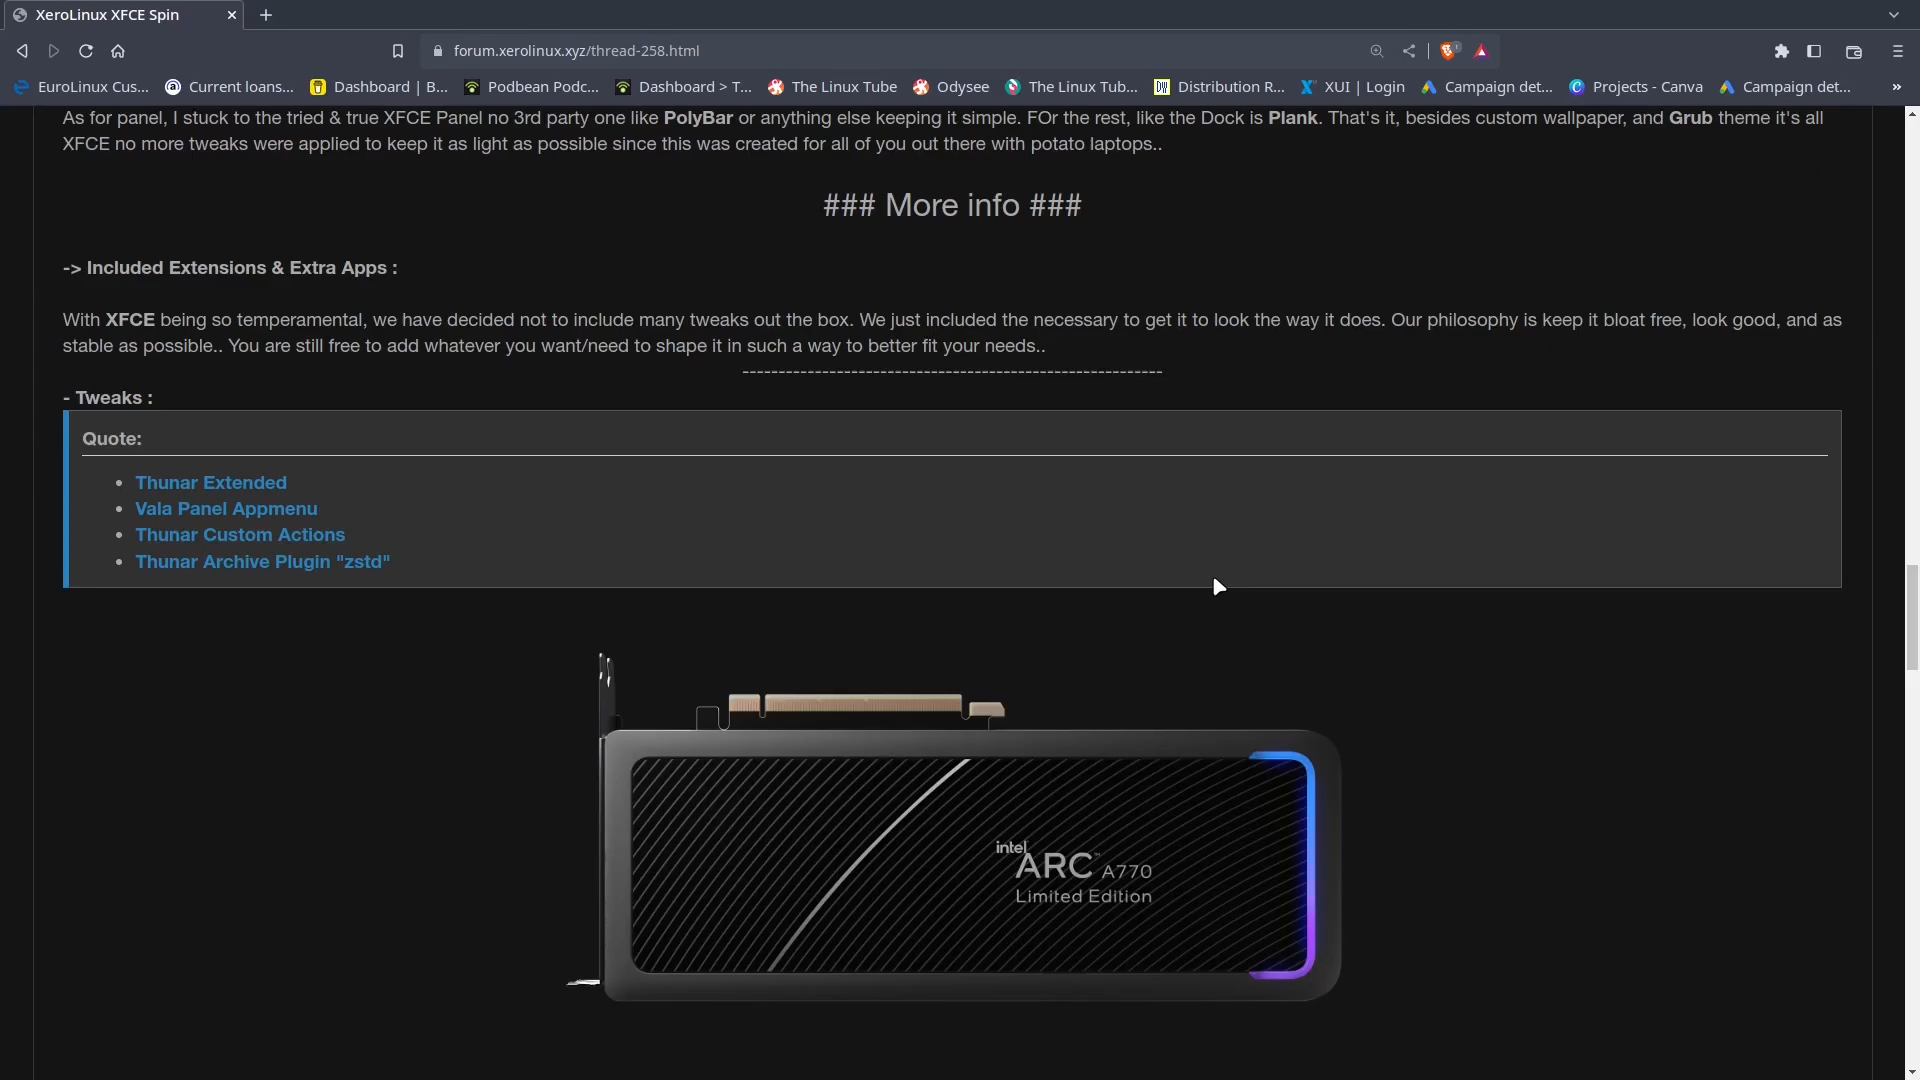 XeroLinux XFCE Spin
forum.xerolinux.xyz/thread-258.html
EuroLinux Cus... Current loans... Dashboard | B... Podbean Podc... Dashboard > T... The Linux Tube Odysee The Linux Tub... Distribution R... XUI | Login Campaign det... Projects - Canva Campaign det... »
As for panel, I stuck to the tried & true XFCE Panel no 3rd party one like PolyBar or anything else keeping it simple. FOr the rest, like the Dock is Plank. That's it, besides custom wallpaper, and Grub theme it's all
XFCE no more tweaks were applied to keep it as light as possible since this was created for all of you out there with potato laptops..
### More info ###
-> Included Extensions & Extra Apps :
With XFCE being so temperamental, we have decided not to include many tweaks out the box. We just included the necessary to get it to look the way it does. Our philosophy is keep it bloat free, look good, and as
stable as possible.. You are still free to add whatever you want/need to shape it in such a way to better fit your needs..
----------------------------------------------------------
- Tweaks :
Quote:
• Thunar Extended
• Vala Panel Appmenu
• Thunar Custom Actions
• Thunar Archive Plugin "zstd"
intel
ARC™ A770
Limited Edition